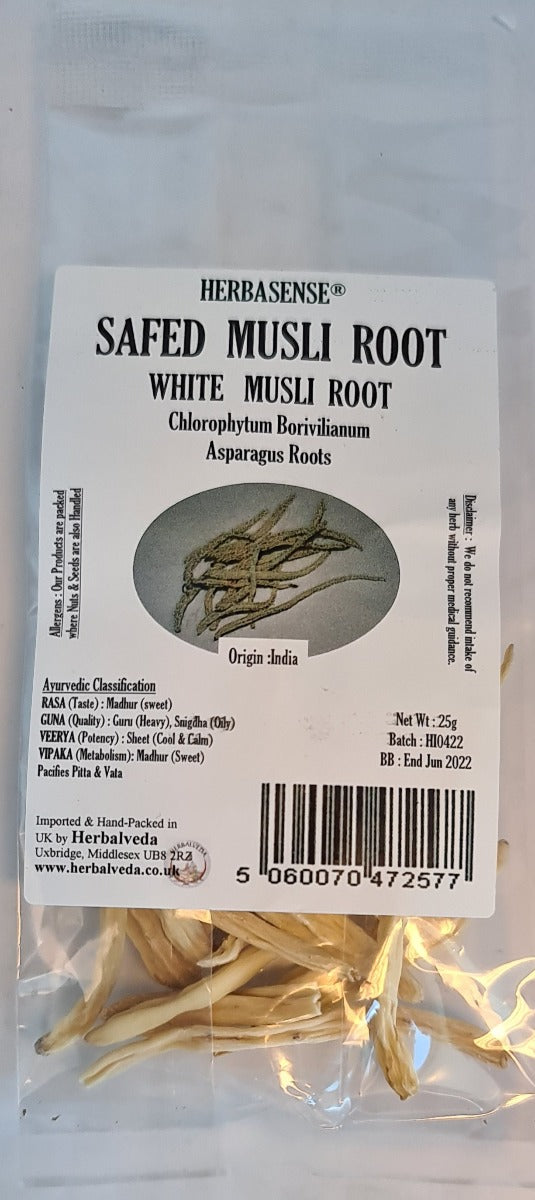 HERBASENSE®
SAFED MUSLI ROOT
WHITE MUSLI ROOT
Chlorophytum Borivilianum
Asparagus Roots
Allergens : Our Products are packed
where Nuts & Seeds are also Handled
Disclaimer : We do not recommend intake of
any herb without proper medical guidance.
Origin :India
Ayurvedic Classification
RASA (Taste) : Madhur (sweet)
GUNA (Quality) : Guru (Heavy), Snigdha (Oily)
VEERYA (Potency) : Sheet (Cool & Calm)
VIPAKA (Metabolism): Madhur (Sweet)
Pacifies Pitta & Vata
Net Wt : 25g
Batch : HI0422
BB : End Jun 2022
Imported & Hand-Packed in
UK by Herbalveda
Uxbridge, Middlesex UB8 2RZ
www.herbalveda.co.uk
HERBALVEDA
5 060070 472577